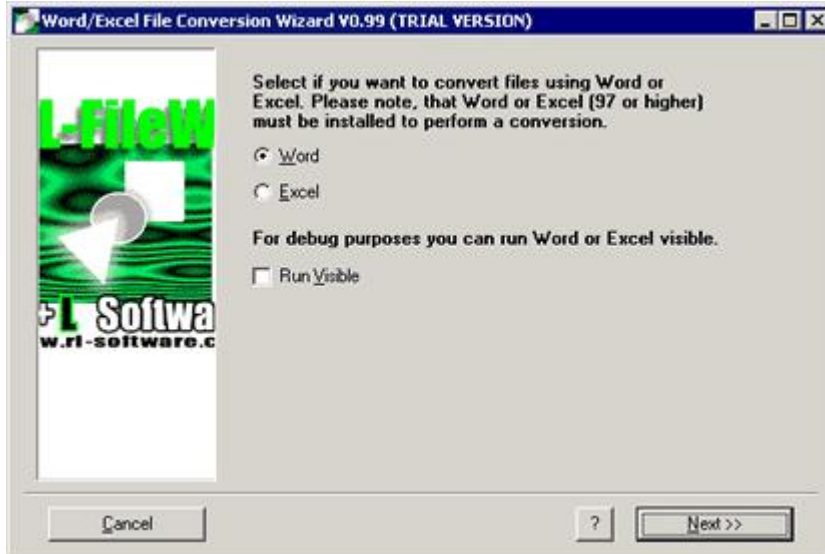 Word/Excel File Conversion Wizard V0.99 (TRIAL VERSION)
L-FileW
+L Softwa
w.rl-software.c
Select if you want to convert files using Word or
Excel. Please note, that Word or Excel (97 or higher)
must be installed to perform a conversion.
Word
Excel
For debug purposes you can run Word or Excel visible.
Run Visible
Cancel
?
Next >>